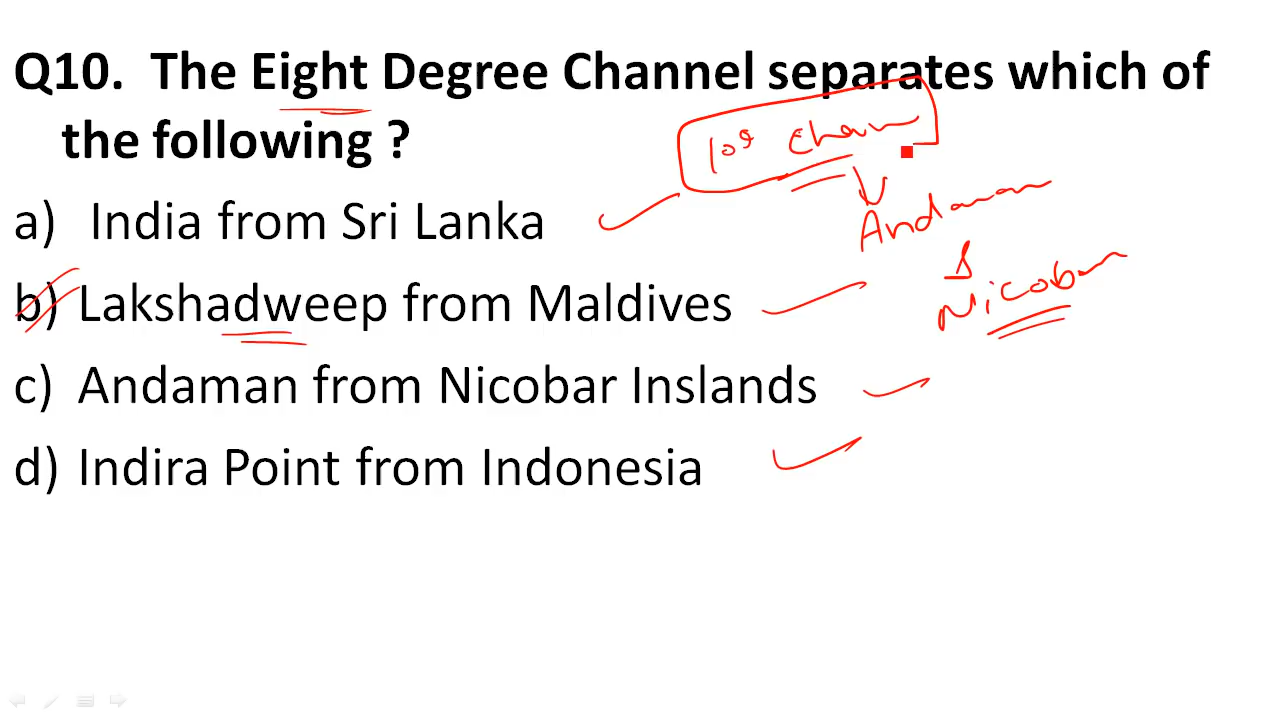 Q10. The Eight Degree Channel separates which of
the following ?
10° Chan
a) India from Sri Lanka
Andaman
&
b) Lakshadweep from Maldives
Nicobar
c) Andaman from Nicobar Inslands
d) Indira Point from Indonesia